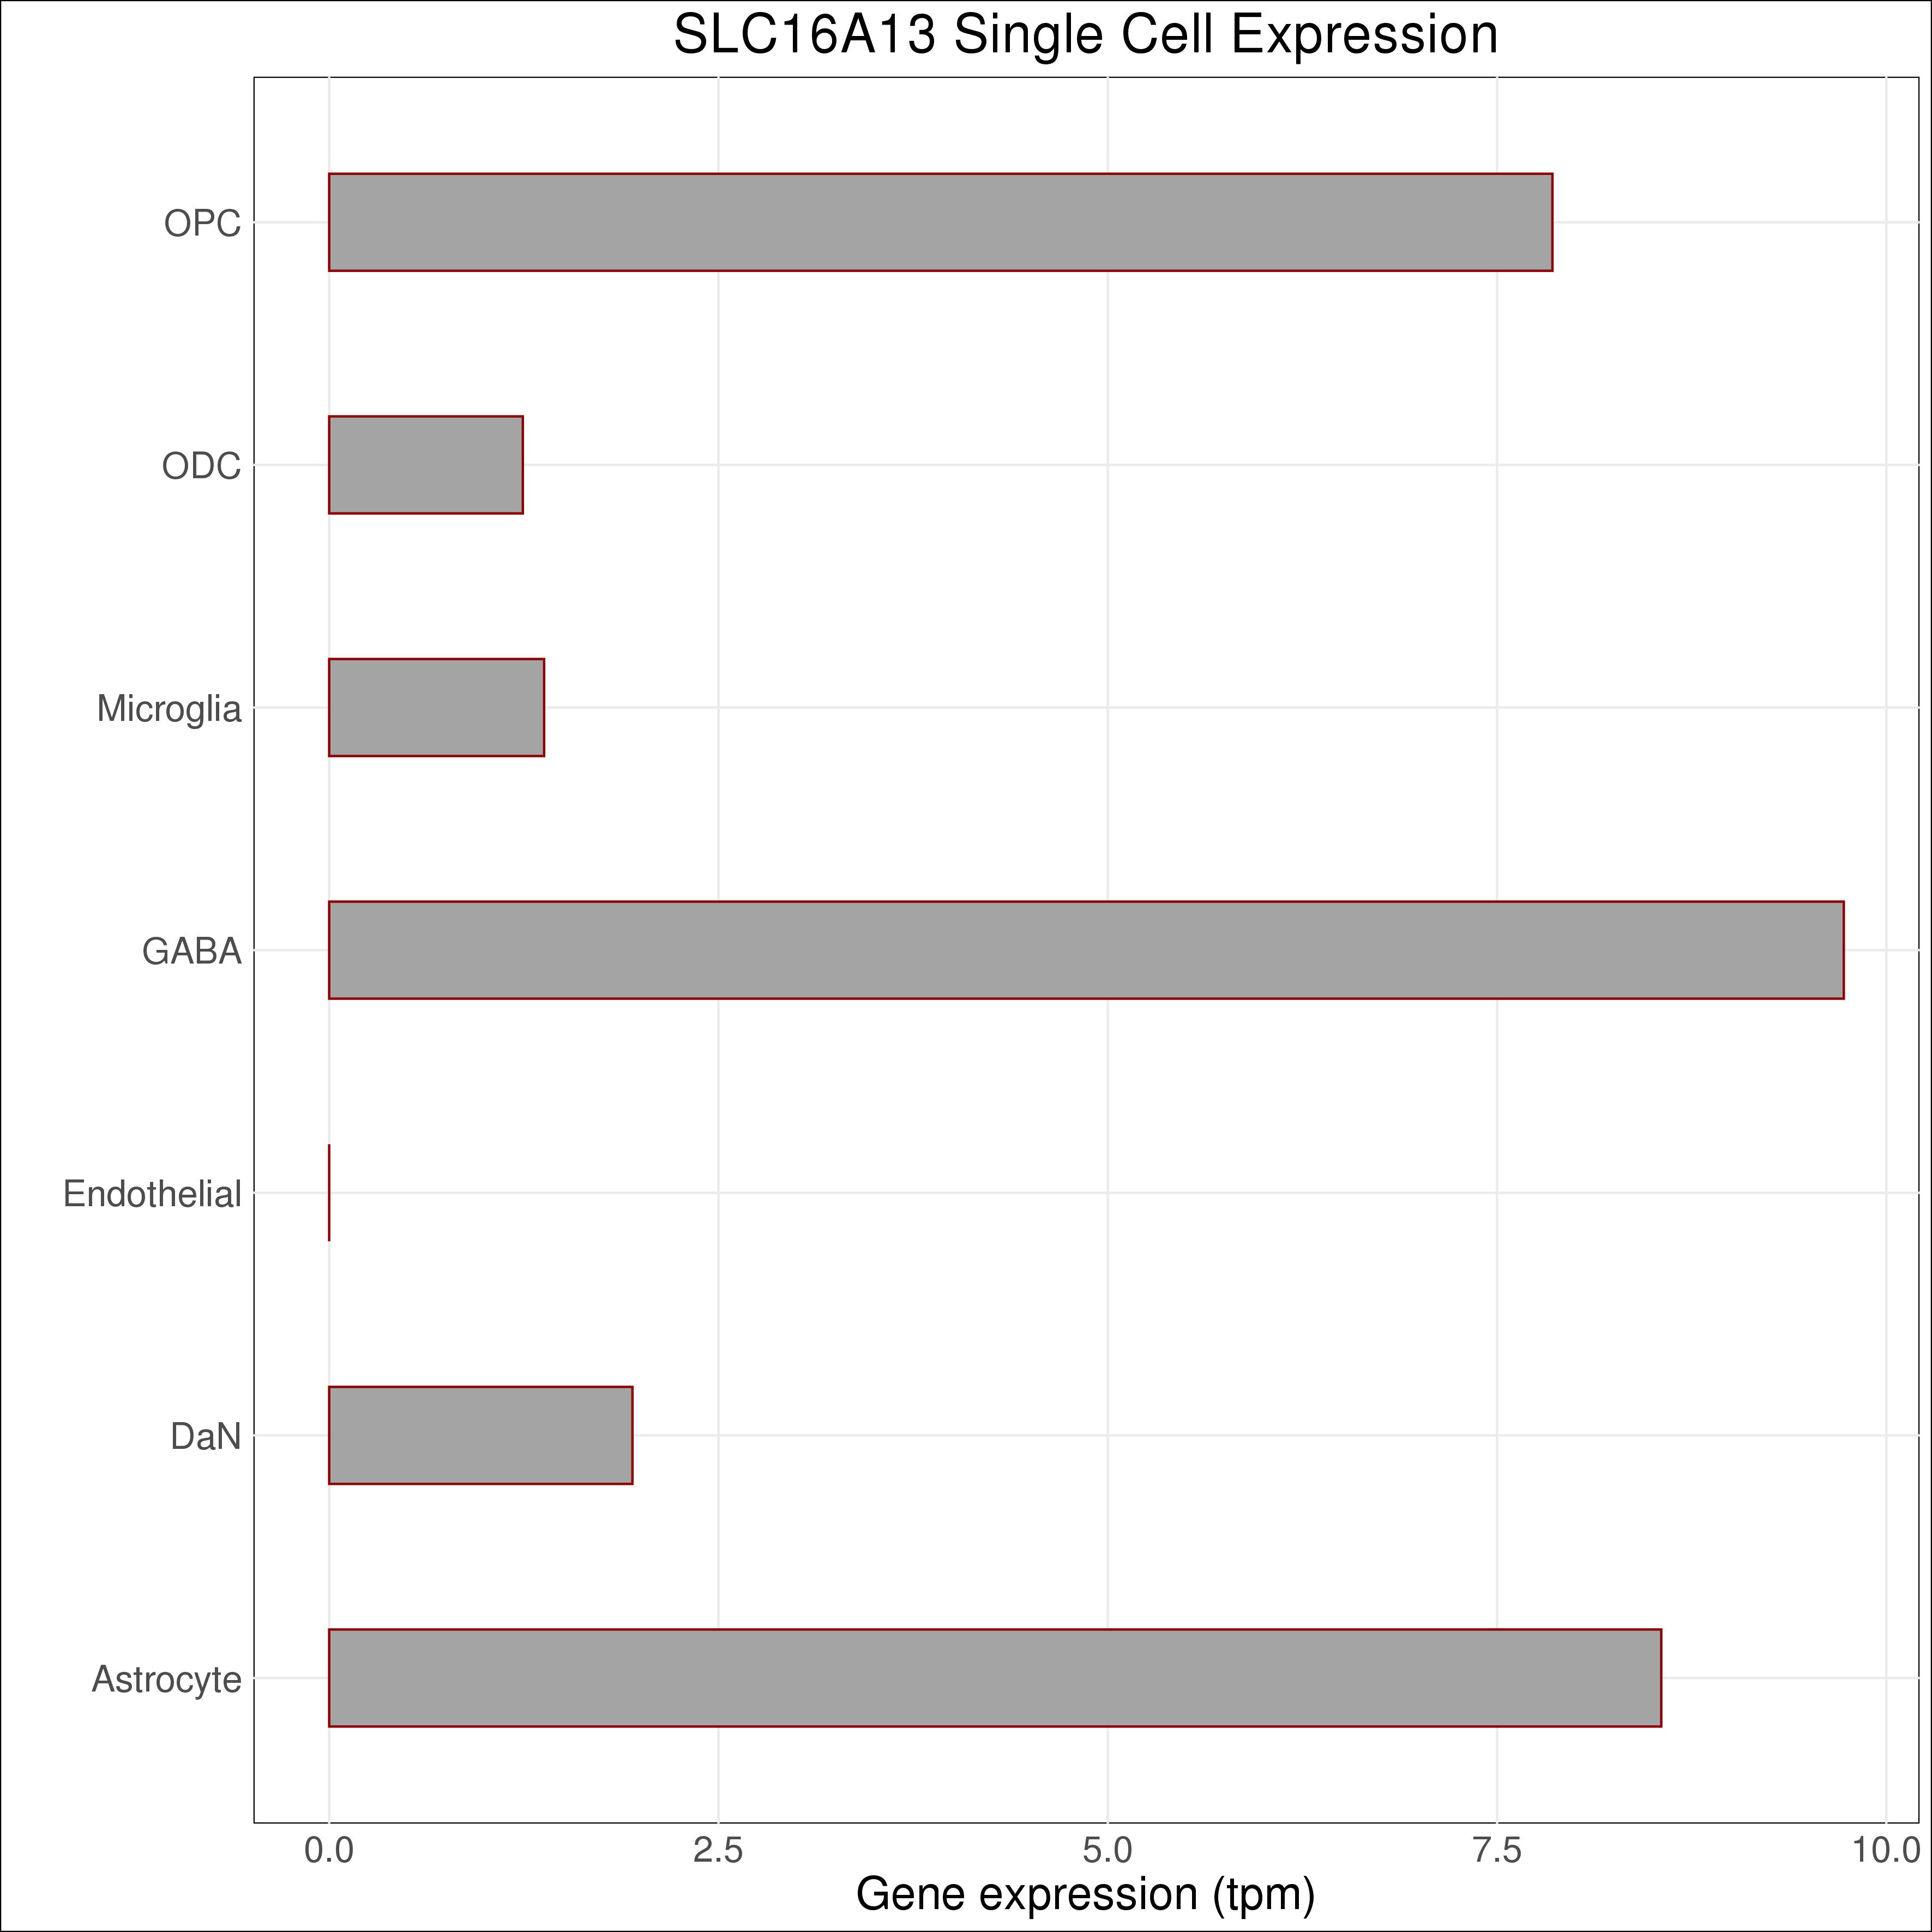 SLC16A13 Single Cell Expression
OPC
ODC
Microglia
GABA
Endothelial
DaN
Astrocyte
0.0 2.5 5.0 7.5 10.0
Gene expression (tpm)